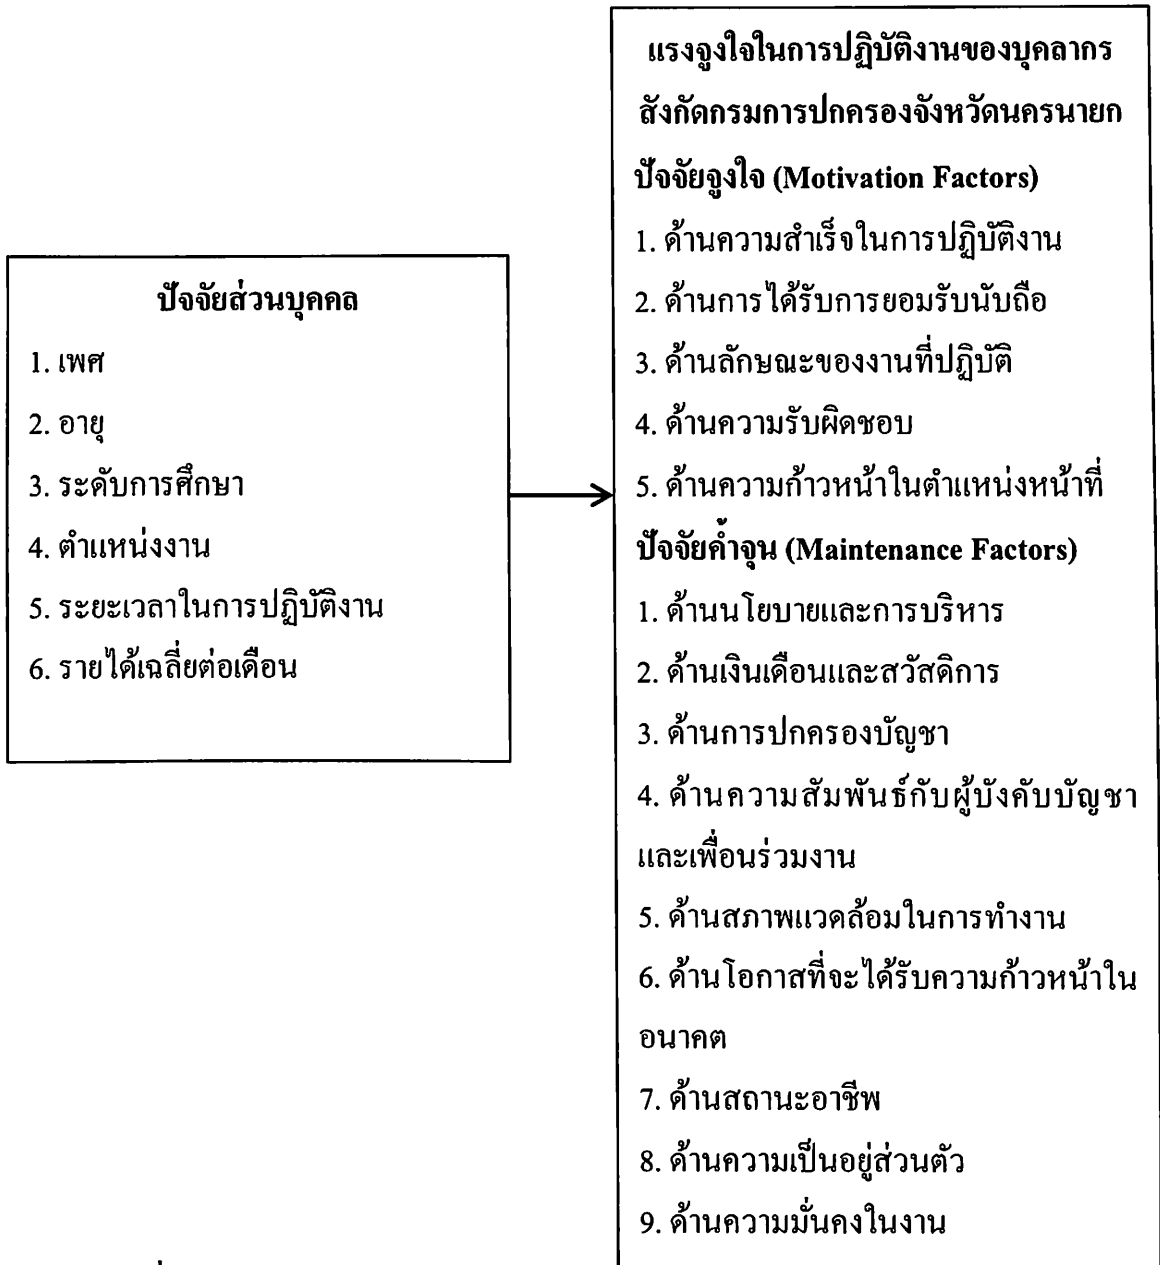 ปัจจัยส่วนบุคคล
1. เพศ
2. อายุ
3. ระดับการศึกษา
4. ตำแหน่งงาน
5. ระยะเวลาในการปฏิบัติงาน
6. รายได้เฉลี่ยต่อเดือน
แรงจูงใจในการปฏิบัติงานของบุคลากร
สังกัดกรมการปกครองจังหวัดนครนายก
ปัจจัยจูงใจ (Motivation Factors)
1. ด้านความสำเร็จในการปฏิบัติงาน
2. ด้านการได้รับการยอมรับนับถือ
3. ด้านลักษณะของงานที่ปฏิบัติ
4. ด้านความรับผิดชอบ
5. ด้านความก้าวหน้าในตำแหน่งหน้าที่
ปัจจัยค้ำจุน (Maintenance Factors)
1. ด้านนโยบายและการบริหาร
2. ด้านเงินเดือนและสวัสดิการ
3. ด้านการปกครองบัญชา
4. ด้านความสัมพันธ์กับผู้บังคับบัญชา
และเพื่อนร่วมงาน
5. ด้านสภาพแวดล้อมในการทำงาน
6. ด้านโอกาสที่จะได้รับความก้าวหน้าใน
อนาคต
7. ด้านสถานะอาชีพ
8. ด้านความเป็นอยู่ส่วนตัว
9. ด้านความมั่นคงในงาน